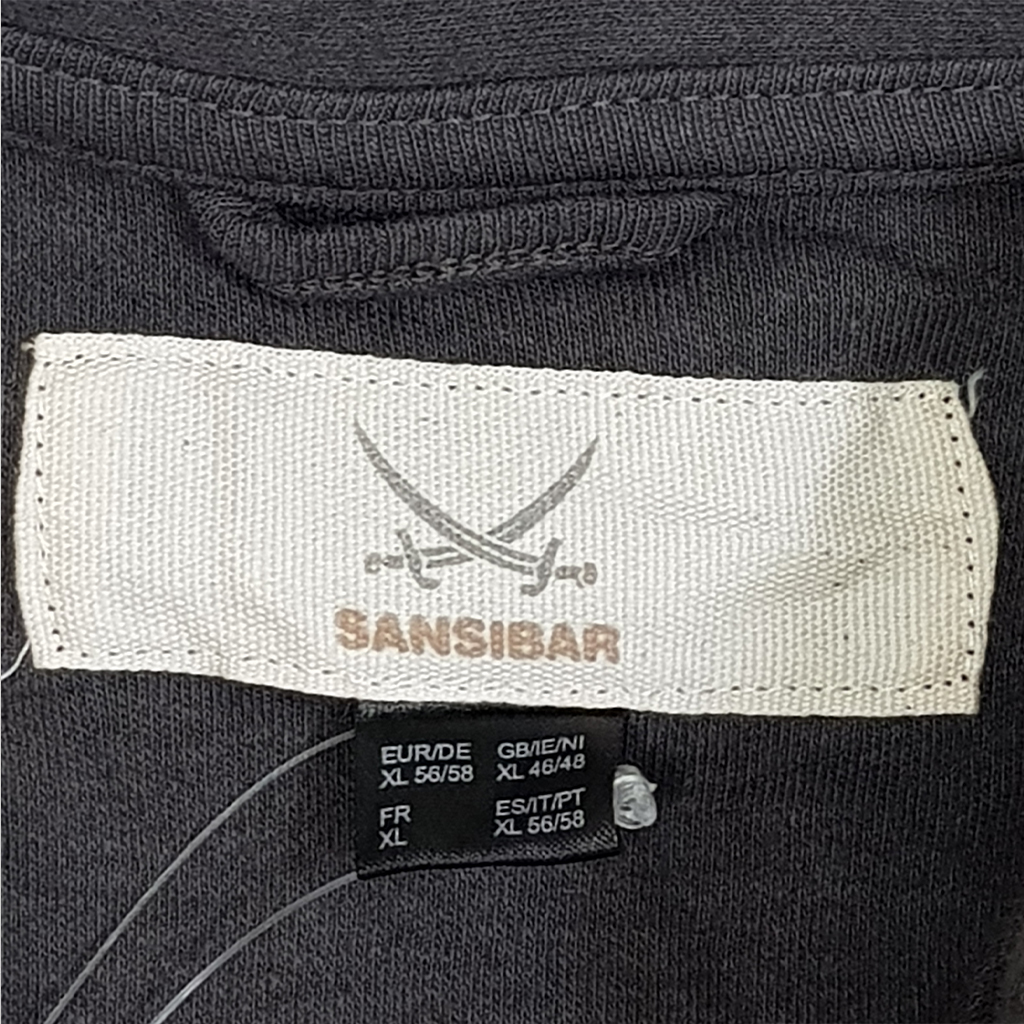 SANSIBAR
EUR/DE
XL 56/58
GB/IE/NI
XL 46/48
FR
XL
ES/IT/PT
XL 56/58